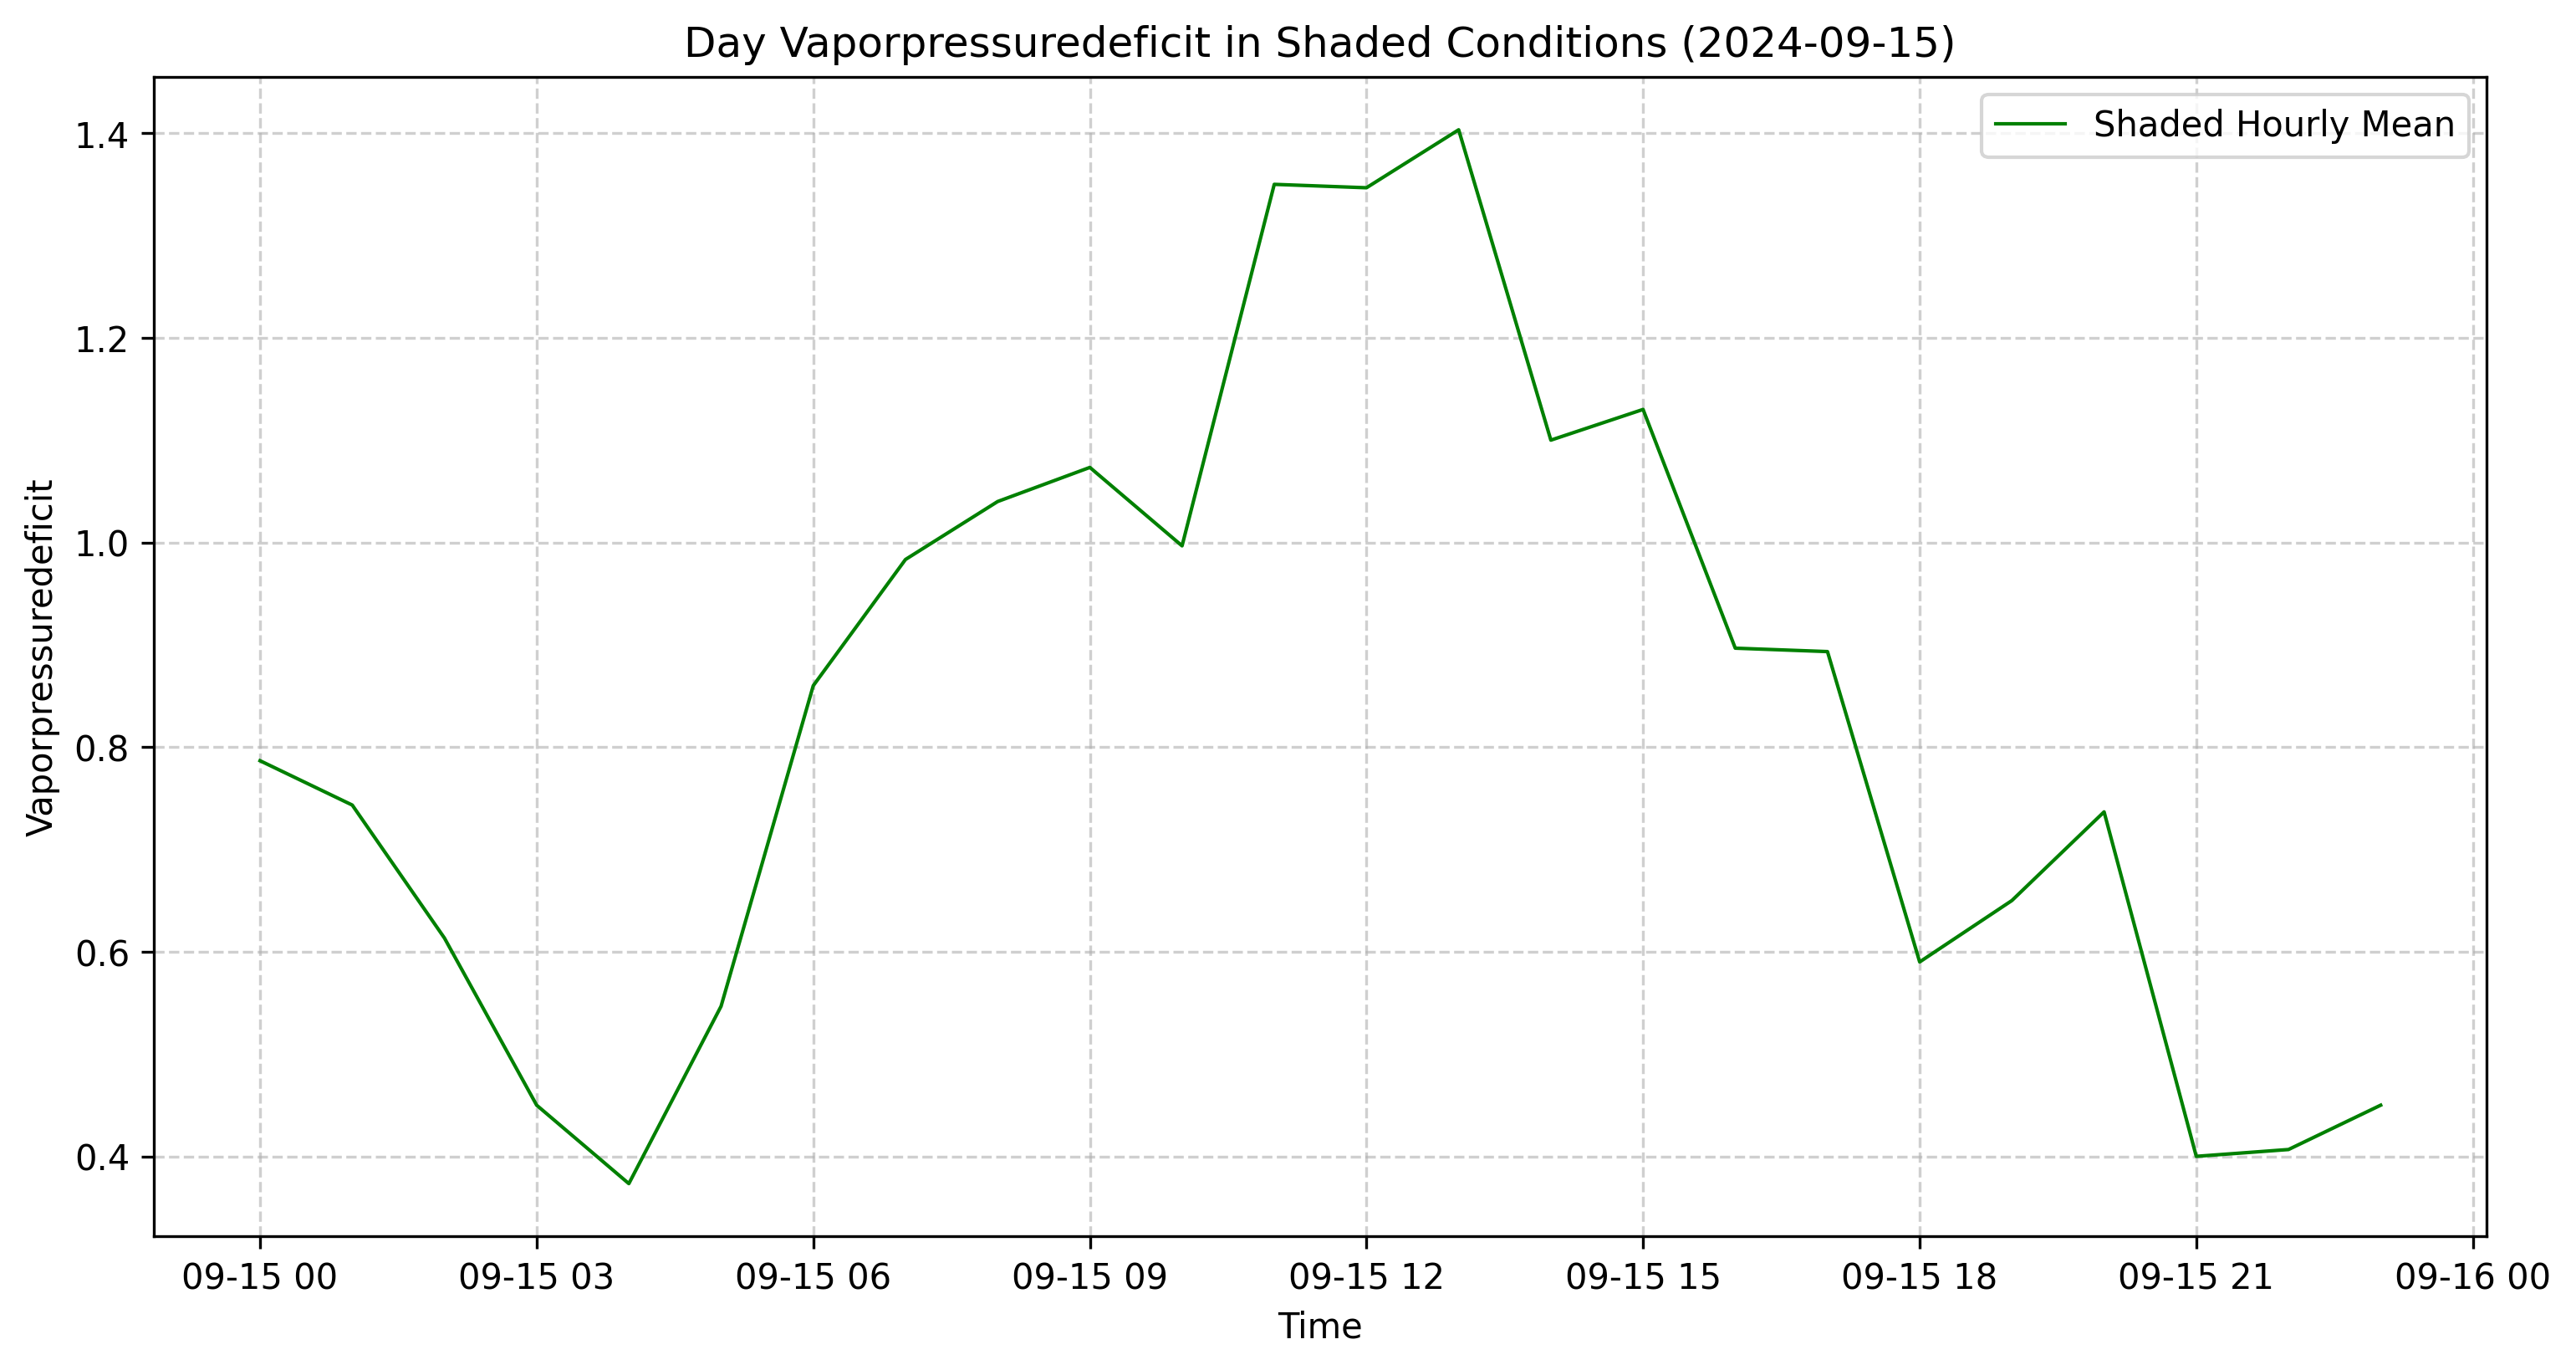 Day Vaporpressuredeficit in Shaded Conditions (2024-09-15)
Shaded Hourly Mean
Vaporpressuredeficit
1.4
1.2
1.0
0.8
0.6
0.4
09-15 00 09-15 03 09-15 06 09-15 09 09-15 12 09-15 15 09-15 18 09-15 21 09-16 00
Time